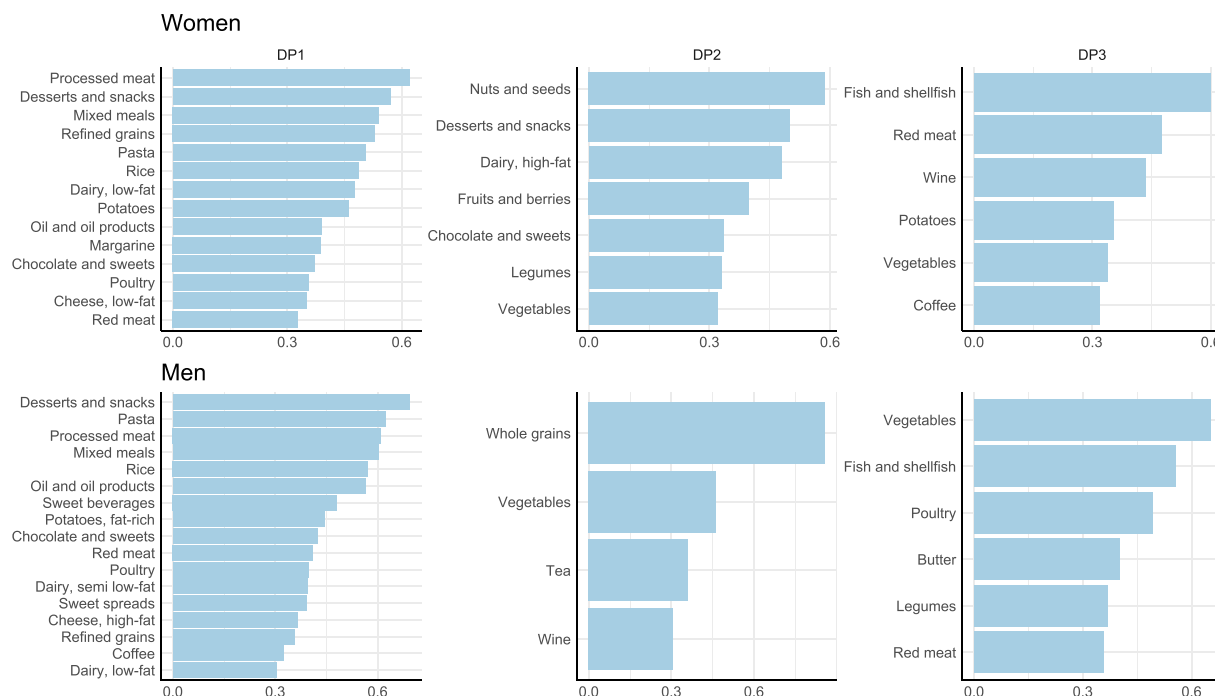 Women
DP1
Processed meat
Desserts and snacks
Mixed meals
Refined grains
Pasta
Rice
Dairy, low-fat
Potatoes
Oil and oil products
Margarine
Chocolate and sweets
Poultry
Cheese, low-fat
Red meat
0.0 0.3 0.6
DP2
Nuts and seeds
Desserts and snacks
Dairy, high-fat
Fruits and berries
Chocolate and sweets
Legumes
Vegetables
0.0 0.3 0.6
DP3
Fish and shellfish
Red meat
Wine
Potatoes
Vegetables
Coffee
0.0 0.3 0.6
Men
Desserts and snacks
Pasta
Processed meat
Mixed meals
Rice
Oil and oil products
Sweet beverages
Potatoes, fat-rich
Chocolate and sweets
Red meat
Poultry
Dairy, semi low-fat
Sweet spreads
Cheese, high-fat
Refined grains
Coffee
Dairy, low-fat
0.0 0.3 0.6
Whole grains
Vegetables
Tea
Wine
0.0 0.3 0.6
Vegetables
Fish and shellfish
Poultry
Butter
Legumes
Red meat
0.0 0.3 0.6